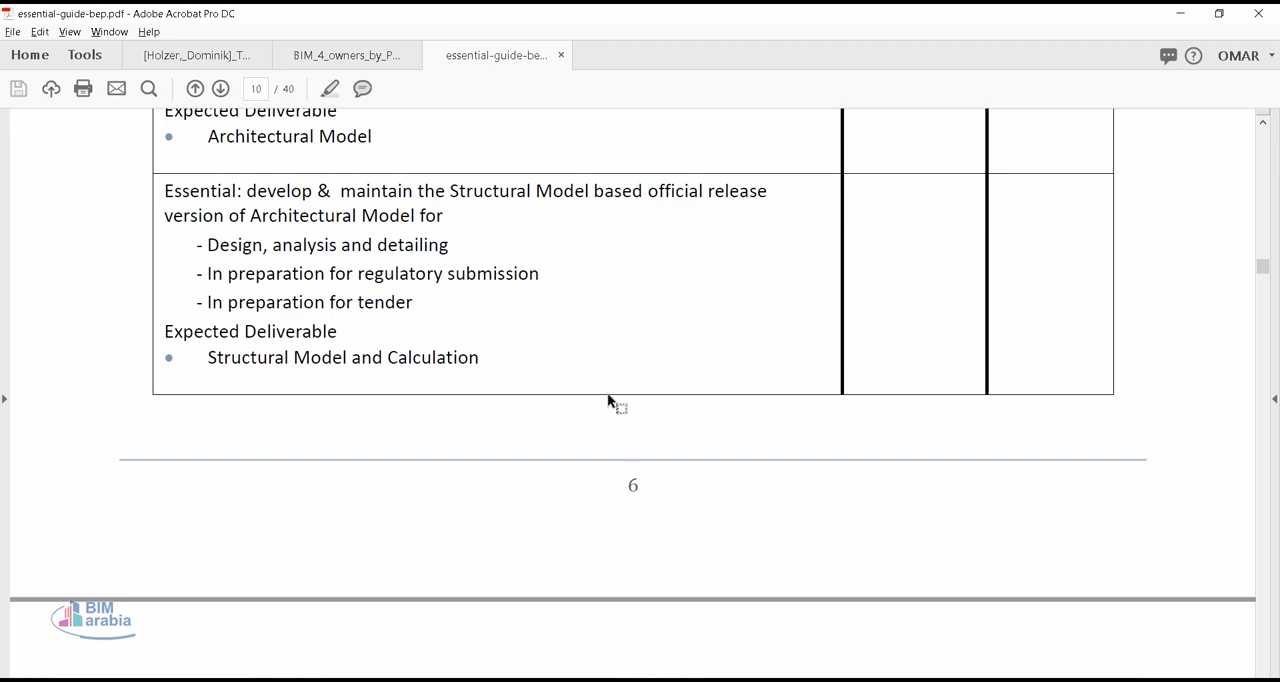 essential-guide-bep.pdf - Adobe Acrobat Pro DC
File Edit View Window Help
Home Tools [Holzer,_Dominik]_T... BIM_4_owners_by_P... essential-guide-be... × OMAR
10 / 40
Expected Deliverable
• Architectural Model
Essential: develop & maintain the Structural Model based official release
version of Architectural Model for
- Design, analysis and detailing
- In preparation for regulatory submission
- In preparation for tender
Expected Deliverable
• Structural Model and Calculation
6
BIM
arabia